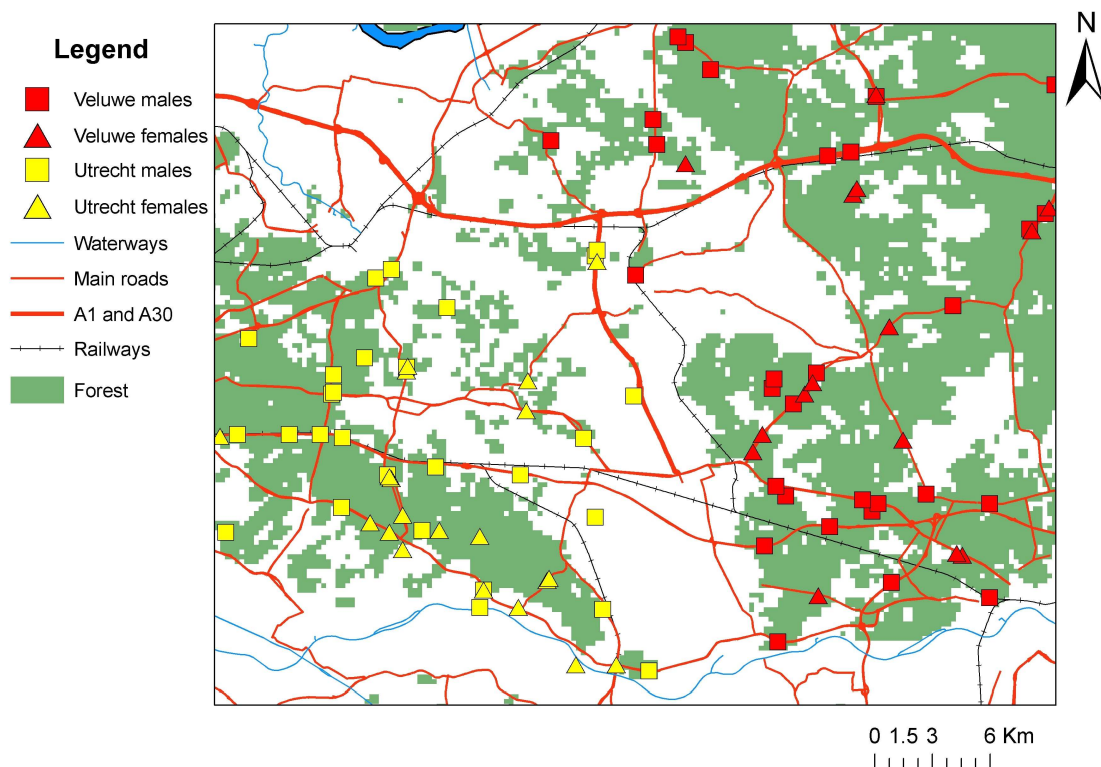 N
Legend
Veluwe males
Veluwe females
Utrecht males
Utrecht females
Waterways
Main roads
A1 and A30
Railways
Forest
0 1.5 3 6 Km